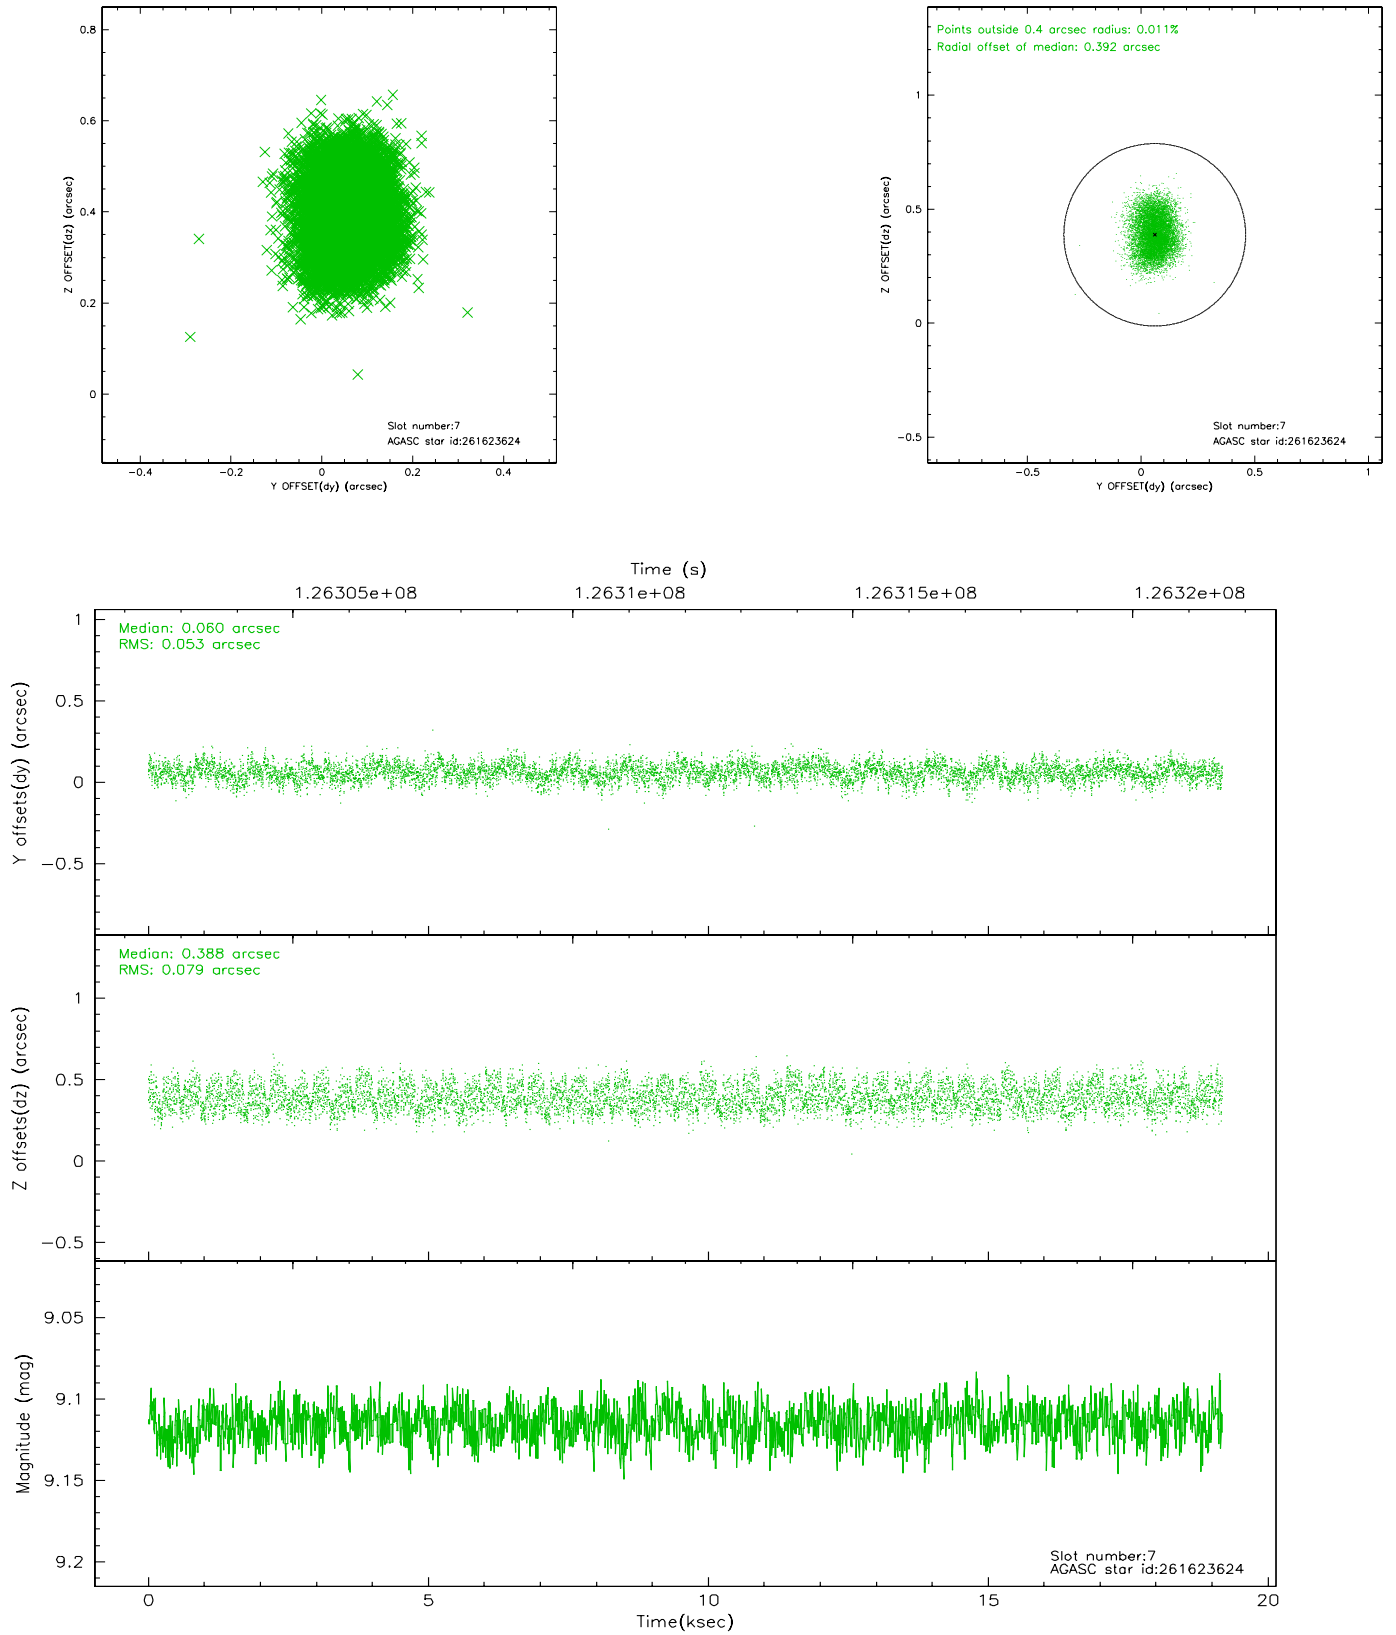 0.8
0.6
0.4
0.2
0
Z OFFSET(dz) (arcsec)
Slot number:7
AGASC star id:261623624
−0.4 −0.2 0 0.2 0.4
Y OFFSET(dy) (arcsec)
Points outside 0.4 arcsec radius: 0.011%
Radial offset of median: 0.392 arcsec
1
0.5
0
−0.5
Z OFFSET(dz) (arcsec)
Slot number:7
AGASC star id:261623624
−0.5 0 0.5 1
Y OFFSET(dy) (arcsec)
Time (s)
1.26305e+08 1.2631e+08 1.26315e+08 1.2632e+08
Median: 0.060 arcsec
RMS: 0.053 arcsec
1
0.5
0
−0.5
Y offsets(dy) (arcsec)
Median: 0.388 arcsec
RMS: 0.079 arcsec
1
0.5
0
−0.5
Z offsets(dz) (arcsec)
9.05
9.1
9.15
9.2
Magnitude (mag)
Slot number:7
AGASC star id:261623624
0 5 10 15 20
Time(ksec)